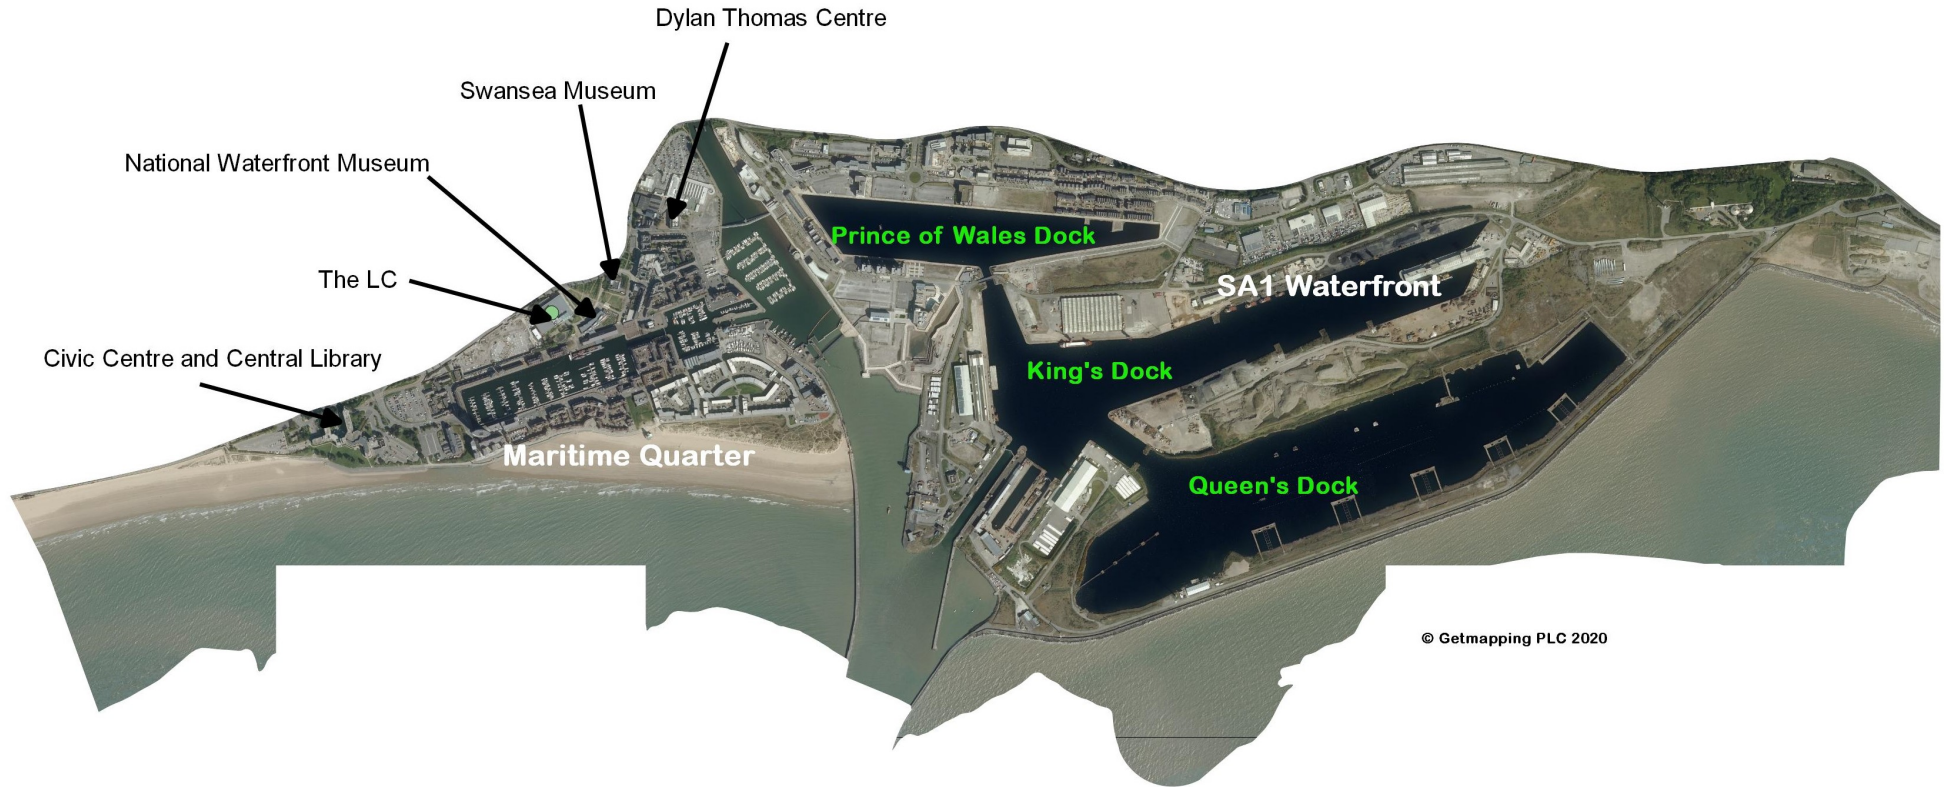 Dylan Thomas Centre
Swansea Museum
National Waterfront Museum
The LC
Civic Centre and Central Library
Prince of Wales Dock
SA1 Waterfront
King's Dock
Maritime Quarter
Queen's Dock
© Getmapping PLC 2020